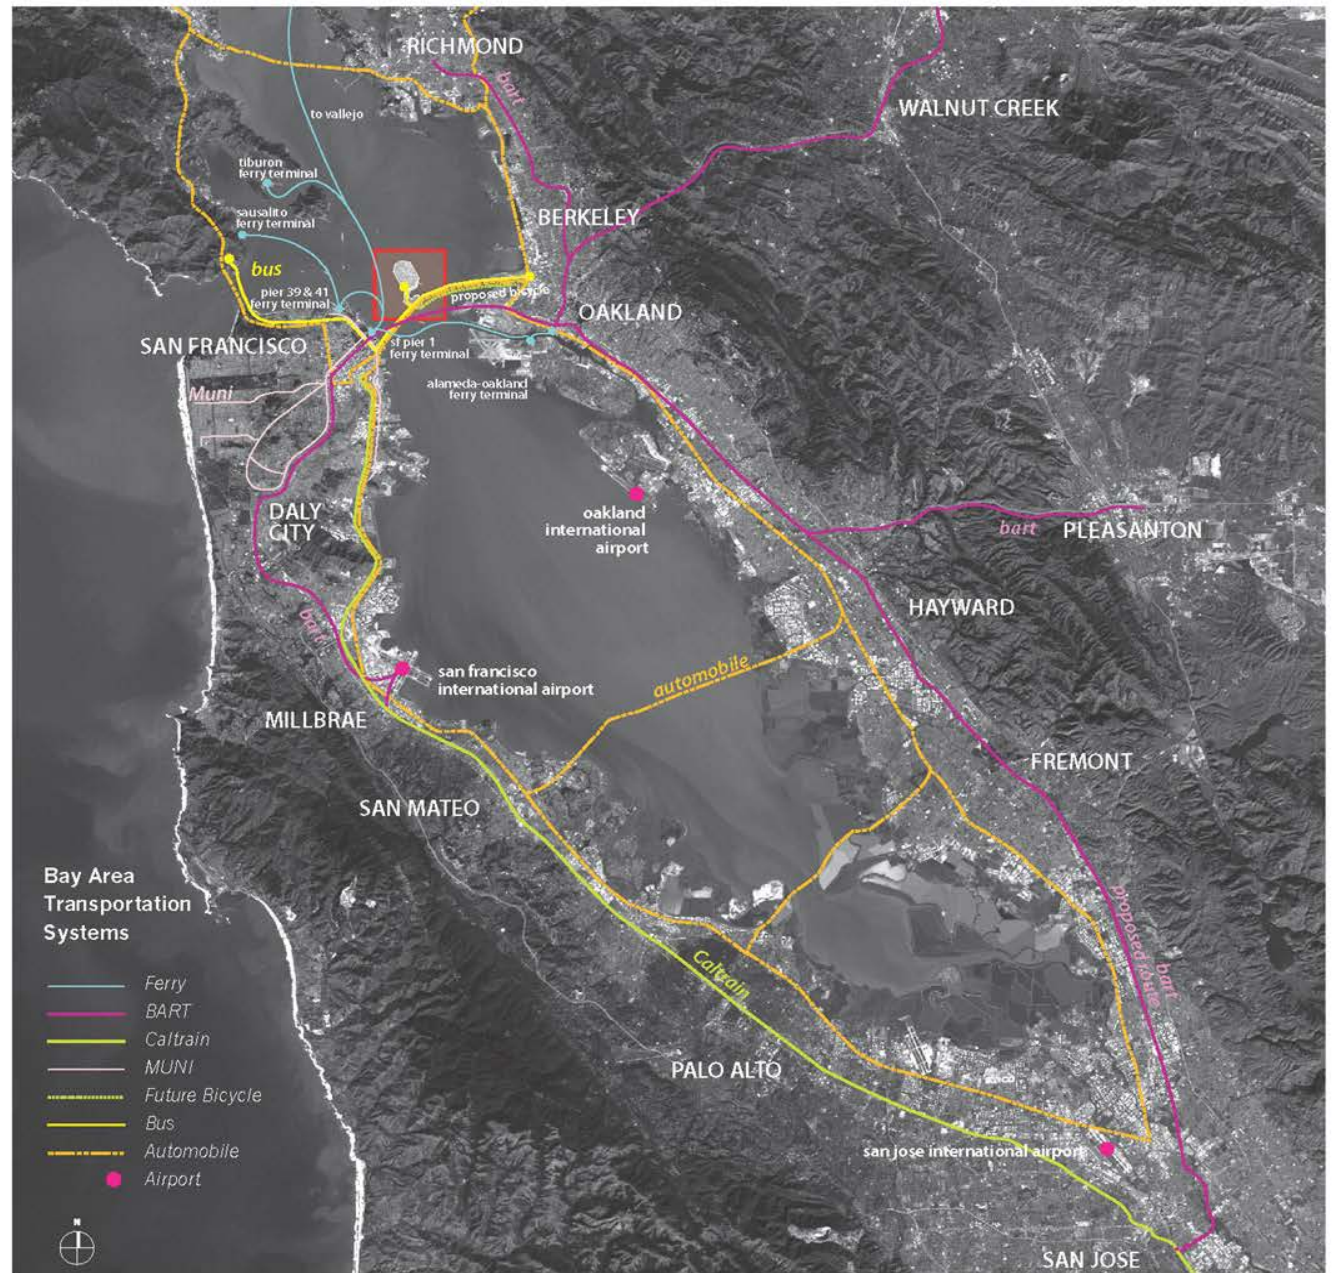 RICHMOND
bart
WALNUT CREEK
to vallejo
tiburon
ferry terminal
sausalito
ferry terminal
BERKELEY
bus
pier 39 & 41
ferry terminal
proposed bicycle
OAKLAND
SAN FRANCISCO
sf pier 1
ferry terminal
Muni
alameda-oakland
ferry terminal
DALY
CITY
oakland
international
airport
bart
PLEASANTON
HAYWARD
bart
automobile
san francisco
international airport
MILLBRAE
FREMONT
SAN MATEO
Bay Area
Transportation
Systems
Ferry
BART
Caltrain
MUNI
Future Bicycle
Bus
Automobile
Airport
N
bart
proposed route
Caltrain
PALO ALTO
san jose international airport
SAN JOSE